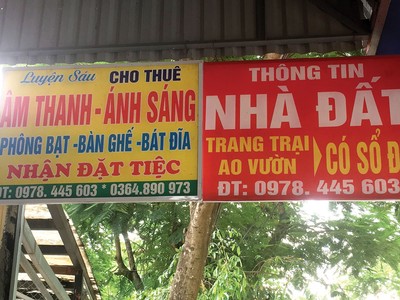 Luyện Sáu CHO THUÊ
ÂM THANH - ÁNH SÁNG
PHÔNG BẠT -BÀN GHẾ -BÁT ĐĨA
NHẬN ĐẶT TIỆC
ĐT: 0978. 445 603 * 0364.890 973
THÔNG TIN
NHÀ ĐẤT
TRANG TRẠI
AO VƯỜN
CÓ SỔ Đ
ĐT: 0978. 445 603